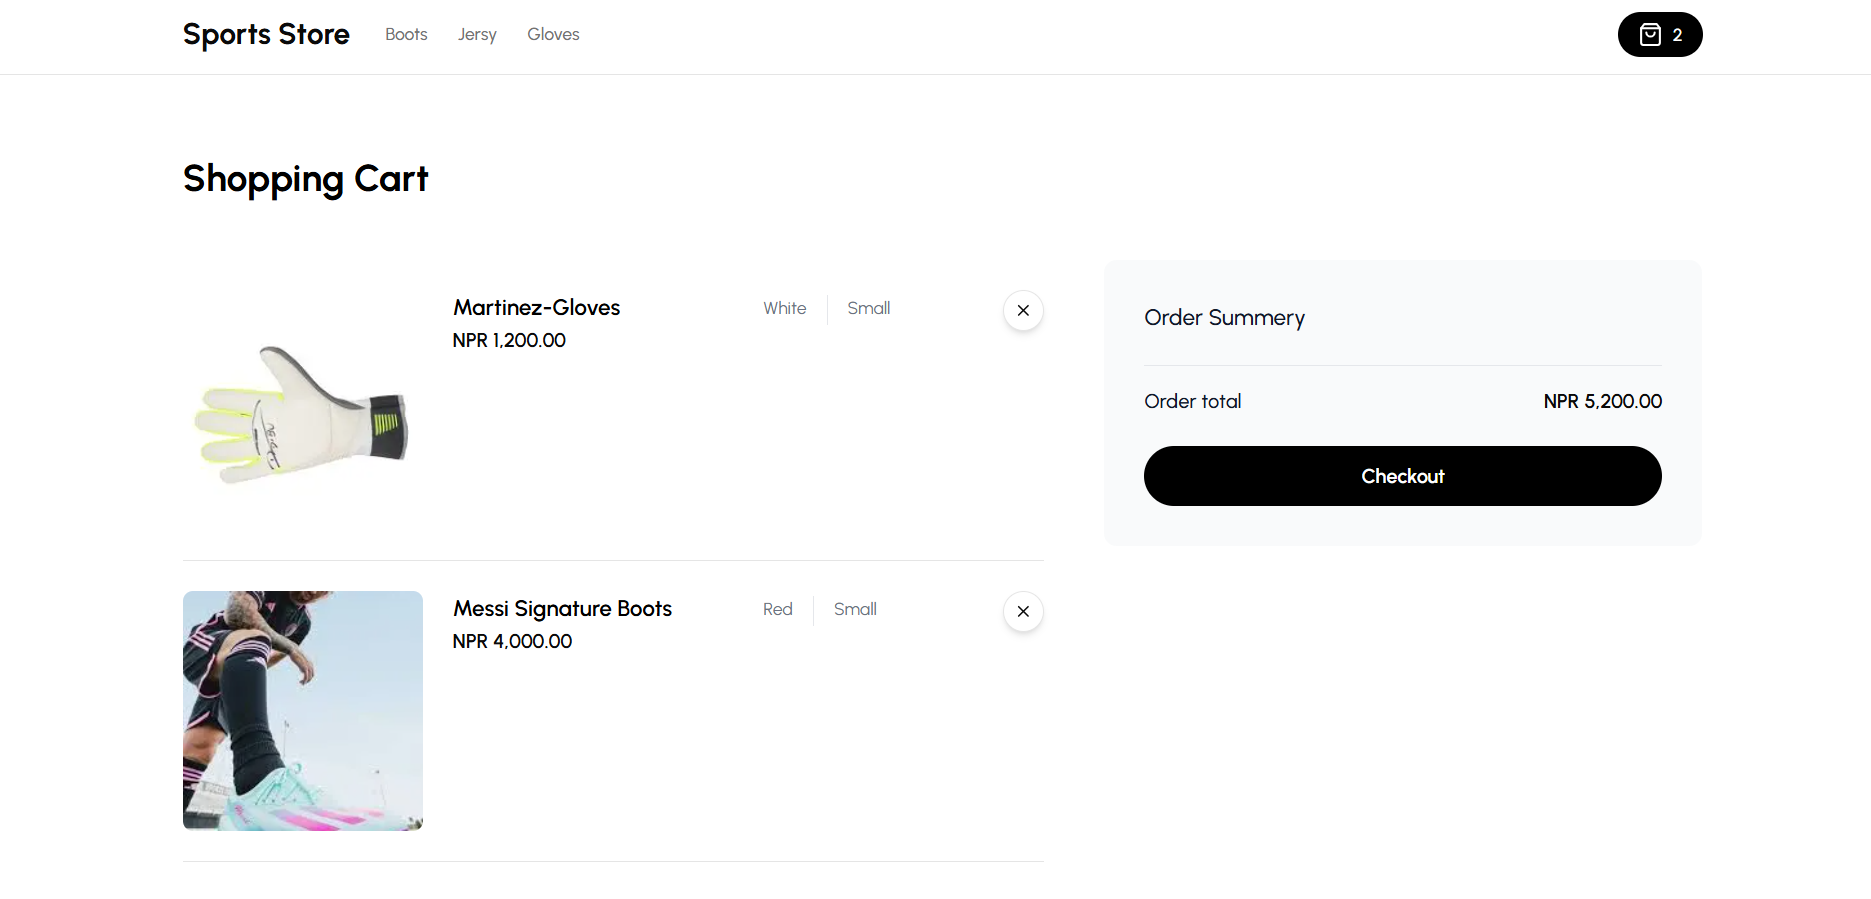 Sports Store
Boots
Jersy
Gloves
2
Shopping Cart
Martinez-Gloves
White
Small
NPR 1,200.00
Messi Signature Boots
Red
Small
NPR 4,000.00
Order Summery
Order total
NPR 5,200.00
Checkout